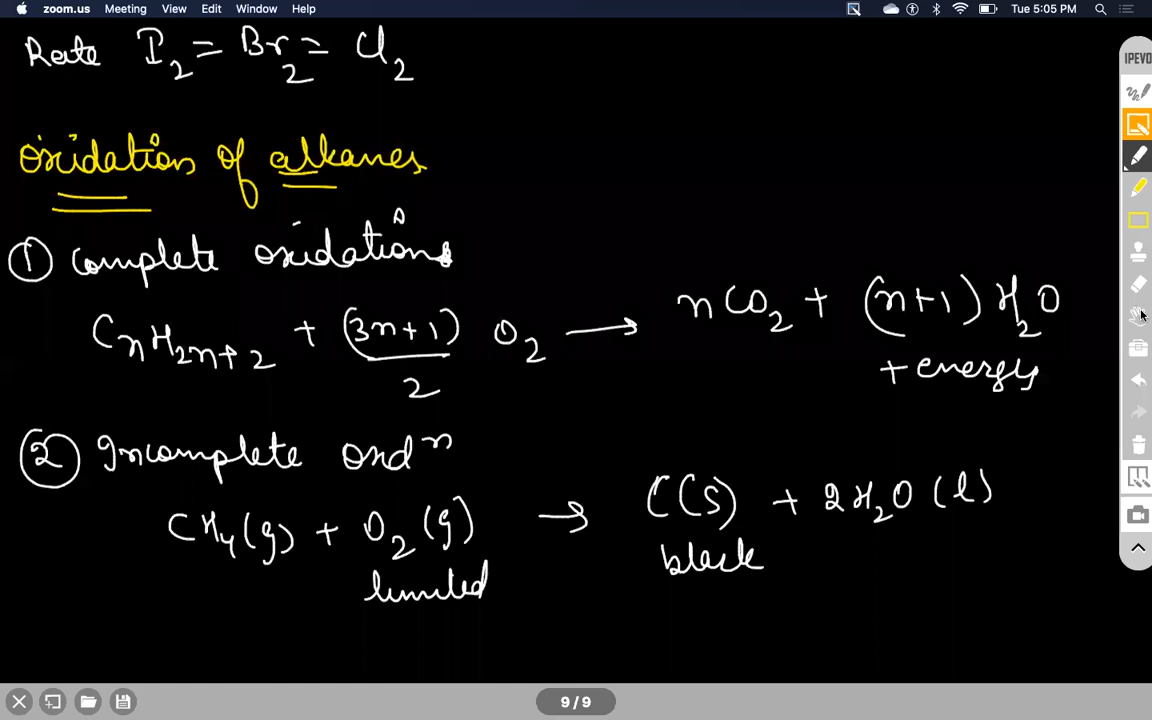 zoom.us Meeting View Edit Window Help Tue 5:05 PM
IPEVO
Rate I₂ = Br₂ = Cl₂
oxidation of alkanes
① Complete oxidation
CnH2n+2 + (3n+1)/2 O₂ → nCO₂ + (n+1) H₂O
+ energy
② Incomplete oxdⁿ
CH₄(g) + O₂(g) → C(S) + 2H₂O(l)
limited black
9 / 9